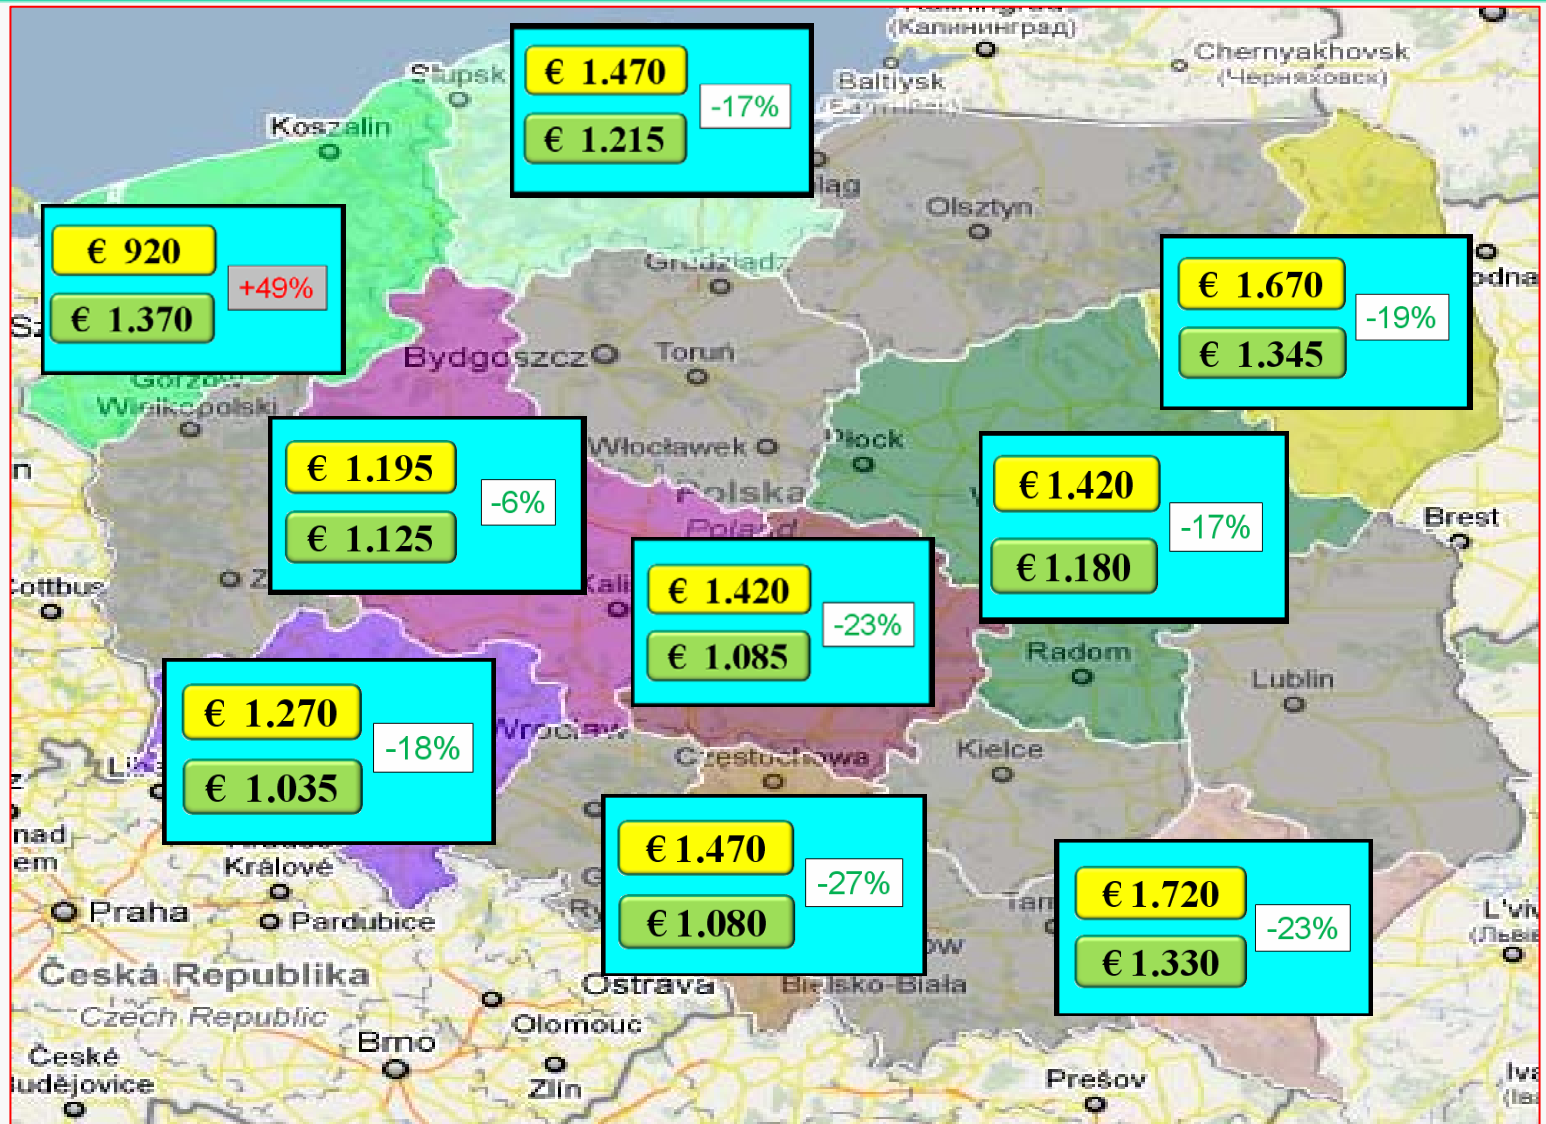 (Калининград)
Chernyakhovsk
(Черняховск)
Baltiysk
Słupsk
Koszalin
€ 1.470
-17%
€ 1.215
Olsztyn
€ 920
+49%
€ 1.370
€ 1.670
-19%
€ 1.345
Grudziądz
Bydgoszcz
Toruń
Gorzów
Wielkopolski
Włocławek
Płock
Polska
Poland
€ 1.195
-6%
€ 1.125
€ 1.420
-17%
€ 1.180
Brest
€ 1.420
-23%
€ 1.085
Radom
Lublin
€ 1.270
-18%
€ 1.035
Wrocław
Częstochowa
Kielce
€ 1.470
-27%
€ 1.080
€ 1.720
-23%
€ 1.330
Králové
Praha
Pardubice
Česká Republika
Czech Republic
Ostrava
Bielsko-Biała
L'viv
Olomouc
Brno
Zlín
České
Prešov